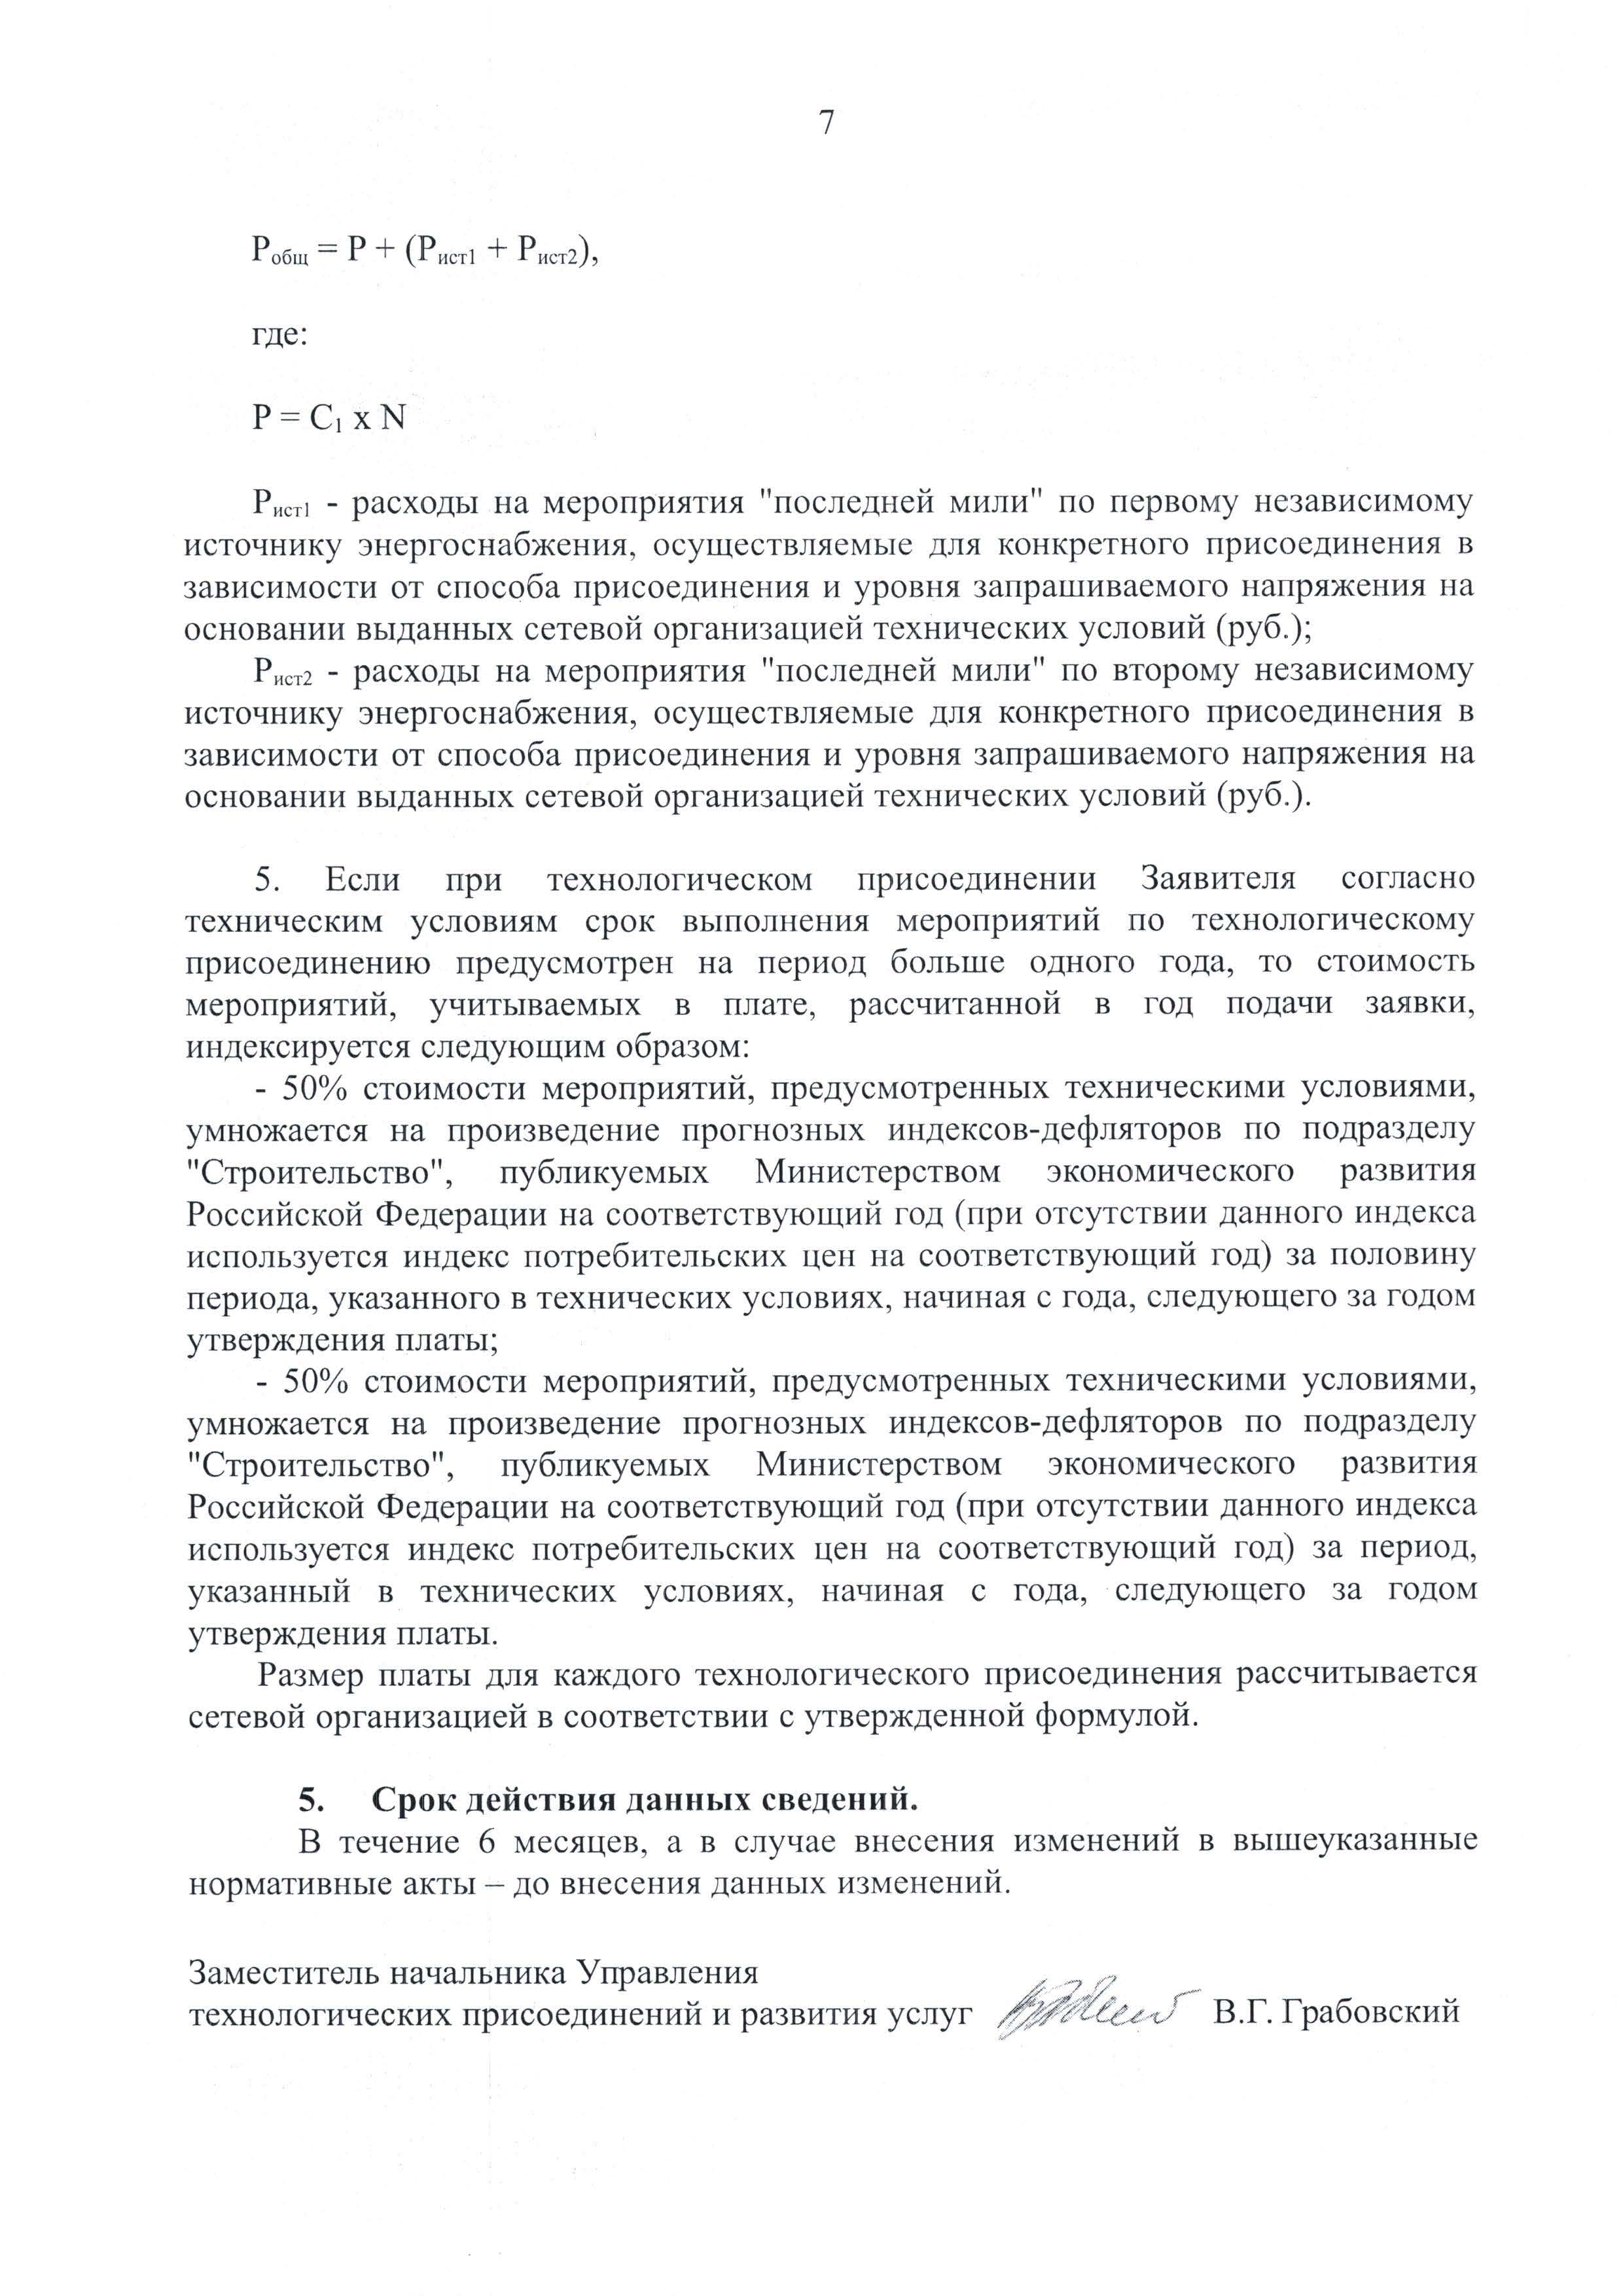 7
Робщ = P + (Рист1 + Рист2),
где:
P = C1 x N
Рист1 - расходы на мероприятия "последней мили" по первому независимому
источнику энергоснабжения, осуществляемые для конкретного присоединения в
зависимости от способа присоединения и уровня запрашиваемого напряжения на
основании выданных сетевой организацией технических условий (руб.);
Рист2 - расходы на мероприятия "последней мили" по второму независимому
источнику энергоснабжения, осуществляемые для конкретного присоединения в
зависимости от способа присоединения и уровня запрашиваемого напряжения на
основании выданных сетевой организацией технических условий (руб.).
5. Если при технологическом присоединении Заявителя согласно
техническим условиям срок выполнения мероприятий по технологическому
присоединению предусмотрен на период больше одного года, то стоимость
мероприятий, учитываемых в плате, рассчитанной в год подачи заявки,
индексируется следующим образом:
- 50% стоимости мероприятий, предусмотренных техническими условиями,
умножается на произведение прогнозных индексов-дефляторов по подразделу
"Строительство", публикуемых Министерством экономического развития
Российской Федерации на соответствующий год (при отсутствии данного индекса
используется индекс потребительских цен на соответствующий год) за половину
периода, указанного в технических условиях, начиная с года, следующего за годом
утверждения платы;
- 50% стоимости мероприятий, предусмотренных техническими условиями,
умножается на произведение прогнозных индексов-дефляторов по подразделу
"Строительство", публикуемых Министерством экономического развития
Российской Федерации на соответствующий год (при отсутствии данного индекса
используется индекс потребительских цен на соответствующий год) за период,
указанный в технических условиях, начиная с года, следующего за годом
утверждения платы.
Размер платы для каждого технологического присоединения рассчитывается
сетевой организацией в соответствии с утвержденной формулой.
5. Срок действия данных сведений.
В течение 6 месяцев, а в случае внесения изменений в вышеуказанные
нормативные акты – до внесения данных изменений.
Заместитель начальника Управления
технологических присоединений и развития услуг В.Г. Грабовский